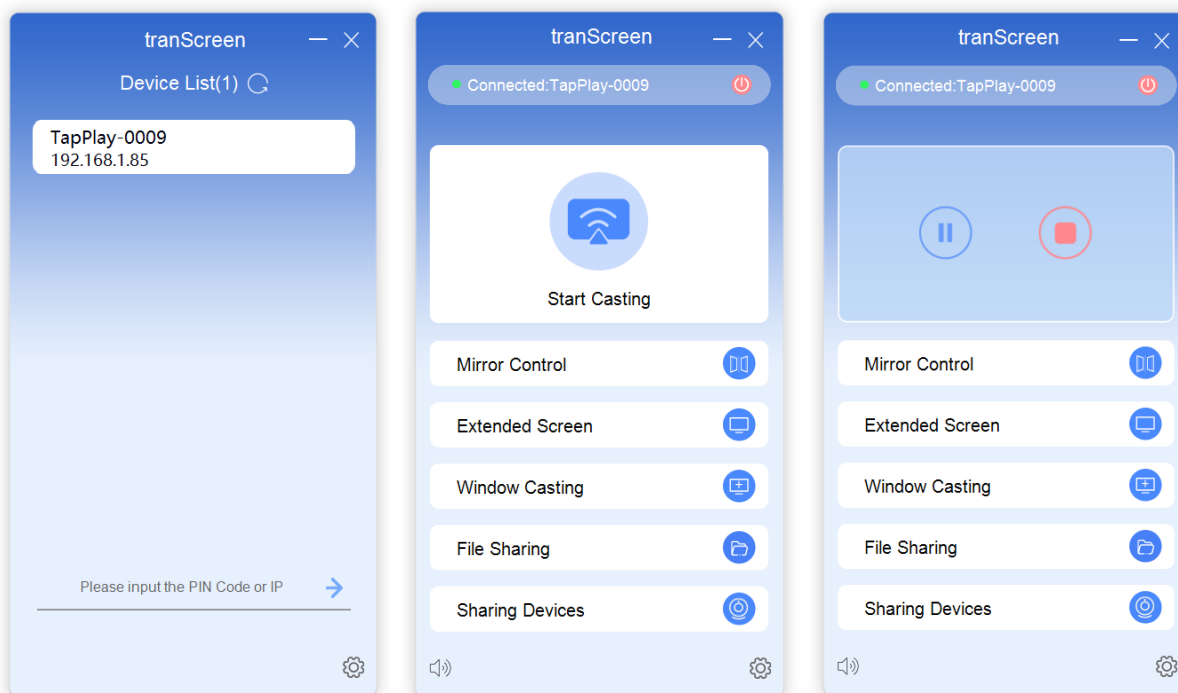 tranScreen
Device List(1)
TapPlay-0009
192.168.1.85
Please input the PIN Code or IP
tranScreen
Connected:TapPlay-0009
Start Casting
Mirror Control
Extended Screen
Window Casting
File Sharing
Sharing Devices
tranScreen
Connected:TapPlay-0009
Mirror Control
Extended Screen
Window Casting
File Sharing
Sharing Devices